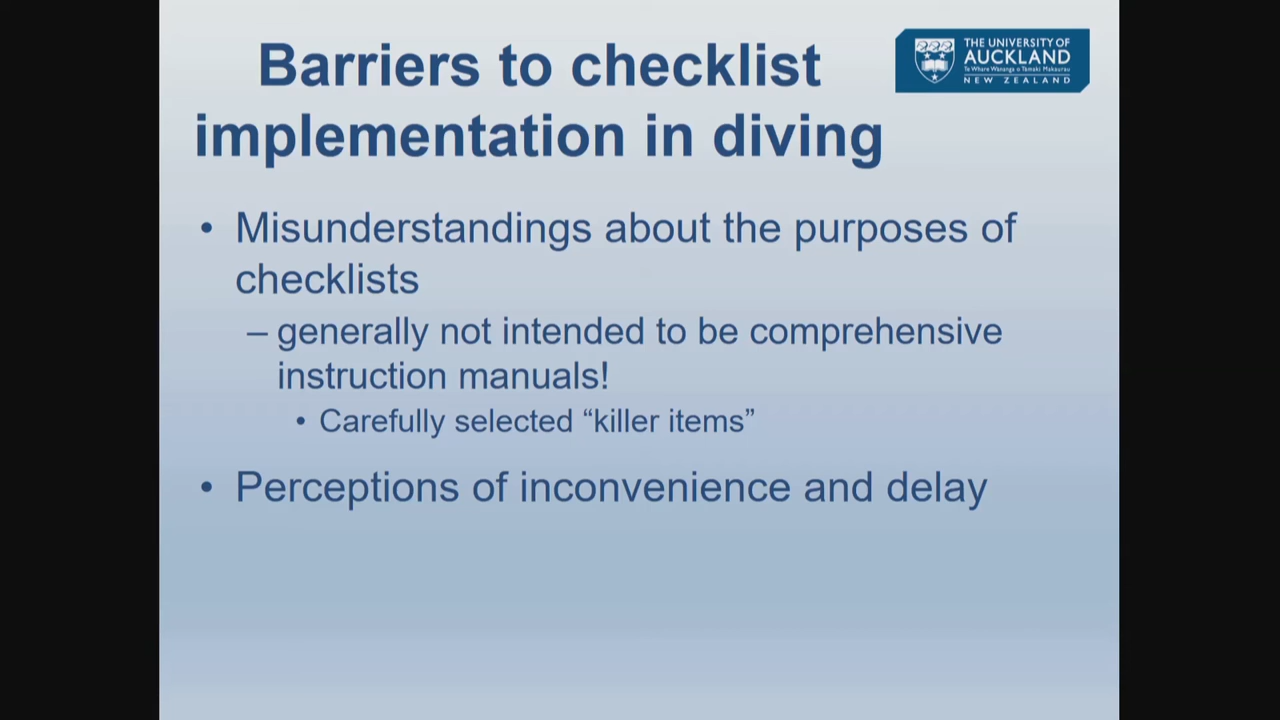 Barriers to checklist
implementation in diving
THE UNIVERSITY OF
AUCKLAND
Te Whare Wānanga o Tāmaki Makaurau
NEW ZEALAND
• Misunderstandings about the purposes of
checklists
– generally not intended to be comprehensive
instruction manuals!
• Carefully selected “killer items”
• Perceptions of inconvenience and delay